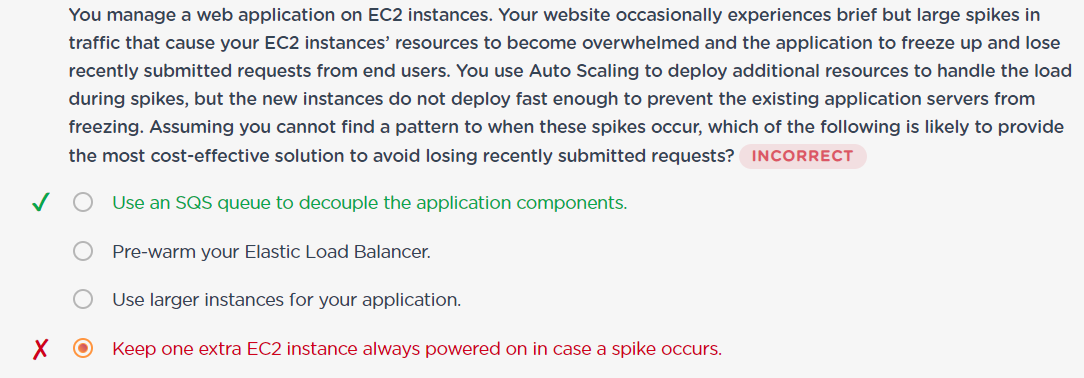 You manage a web application on EC2 instances. Your website occasionally experiences brief but large spikes in
traffic that cause your EC2 instances’ resources to become overwhelmed and the application to freeze up and lose
recently submitted requests from end users. You use Auto Scaling to deploy additional resources to handle the load
during spikes, but the new instances do not deploy fast enough to prevent the existing application servers from
freezing. Assuming you cannot find a pattern to when these spikes occur, which of the following is likely to provide
the most cost-effective solution to avoid losing recently submitted requests? INCORRECT
Use an SQS queue to decouple the application components.
Pre-warm your Elastic Load Balancer.
Use larger instances for your application.
Keep one extra EC2 instance always powered on in case a spike occurs.